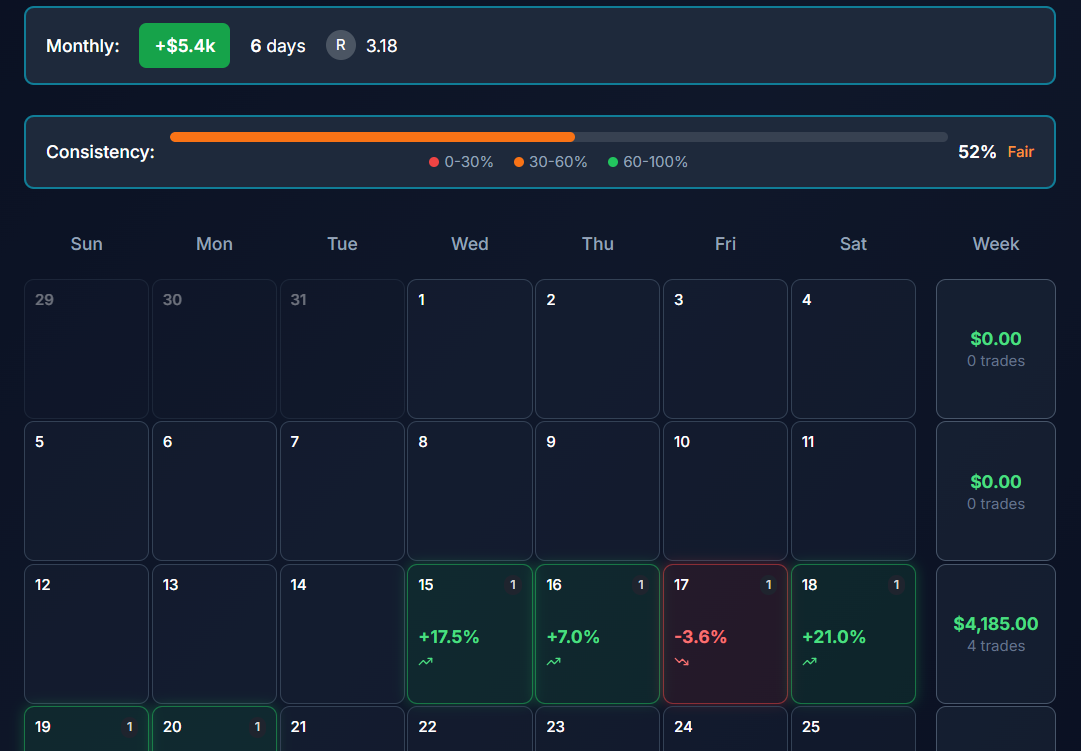 Monthly: +$5.4k 6 days R 3.18
Consistency: 52% Fair
0-30% 30-60% 60-100%
Sun Mon Tue Wed Thu Fri Sat Week
29 30 31 1 2 3 4
$0.00
0 trades
5 6 7 8 9 10 11
$0.00
0 trades
12 13 14 15 1 16 1 17 1 18 1
+17.5% +7.0% -3.6% +21.0%
$4,185.00
4 trades
19 1 20 1 21 22 23 24 25